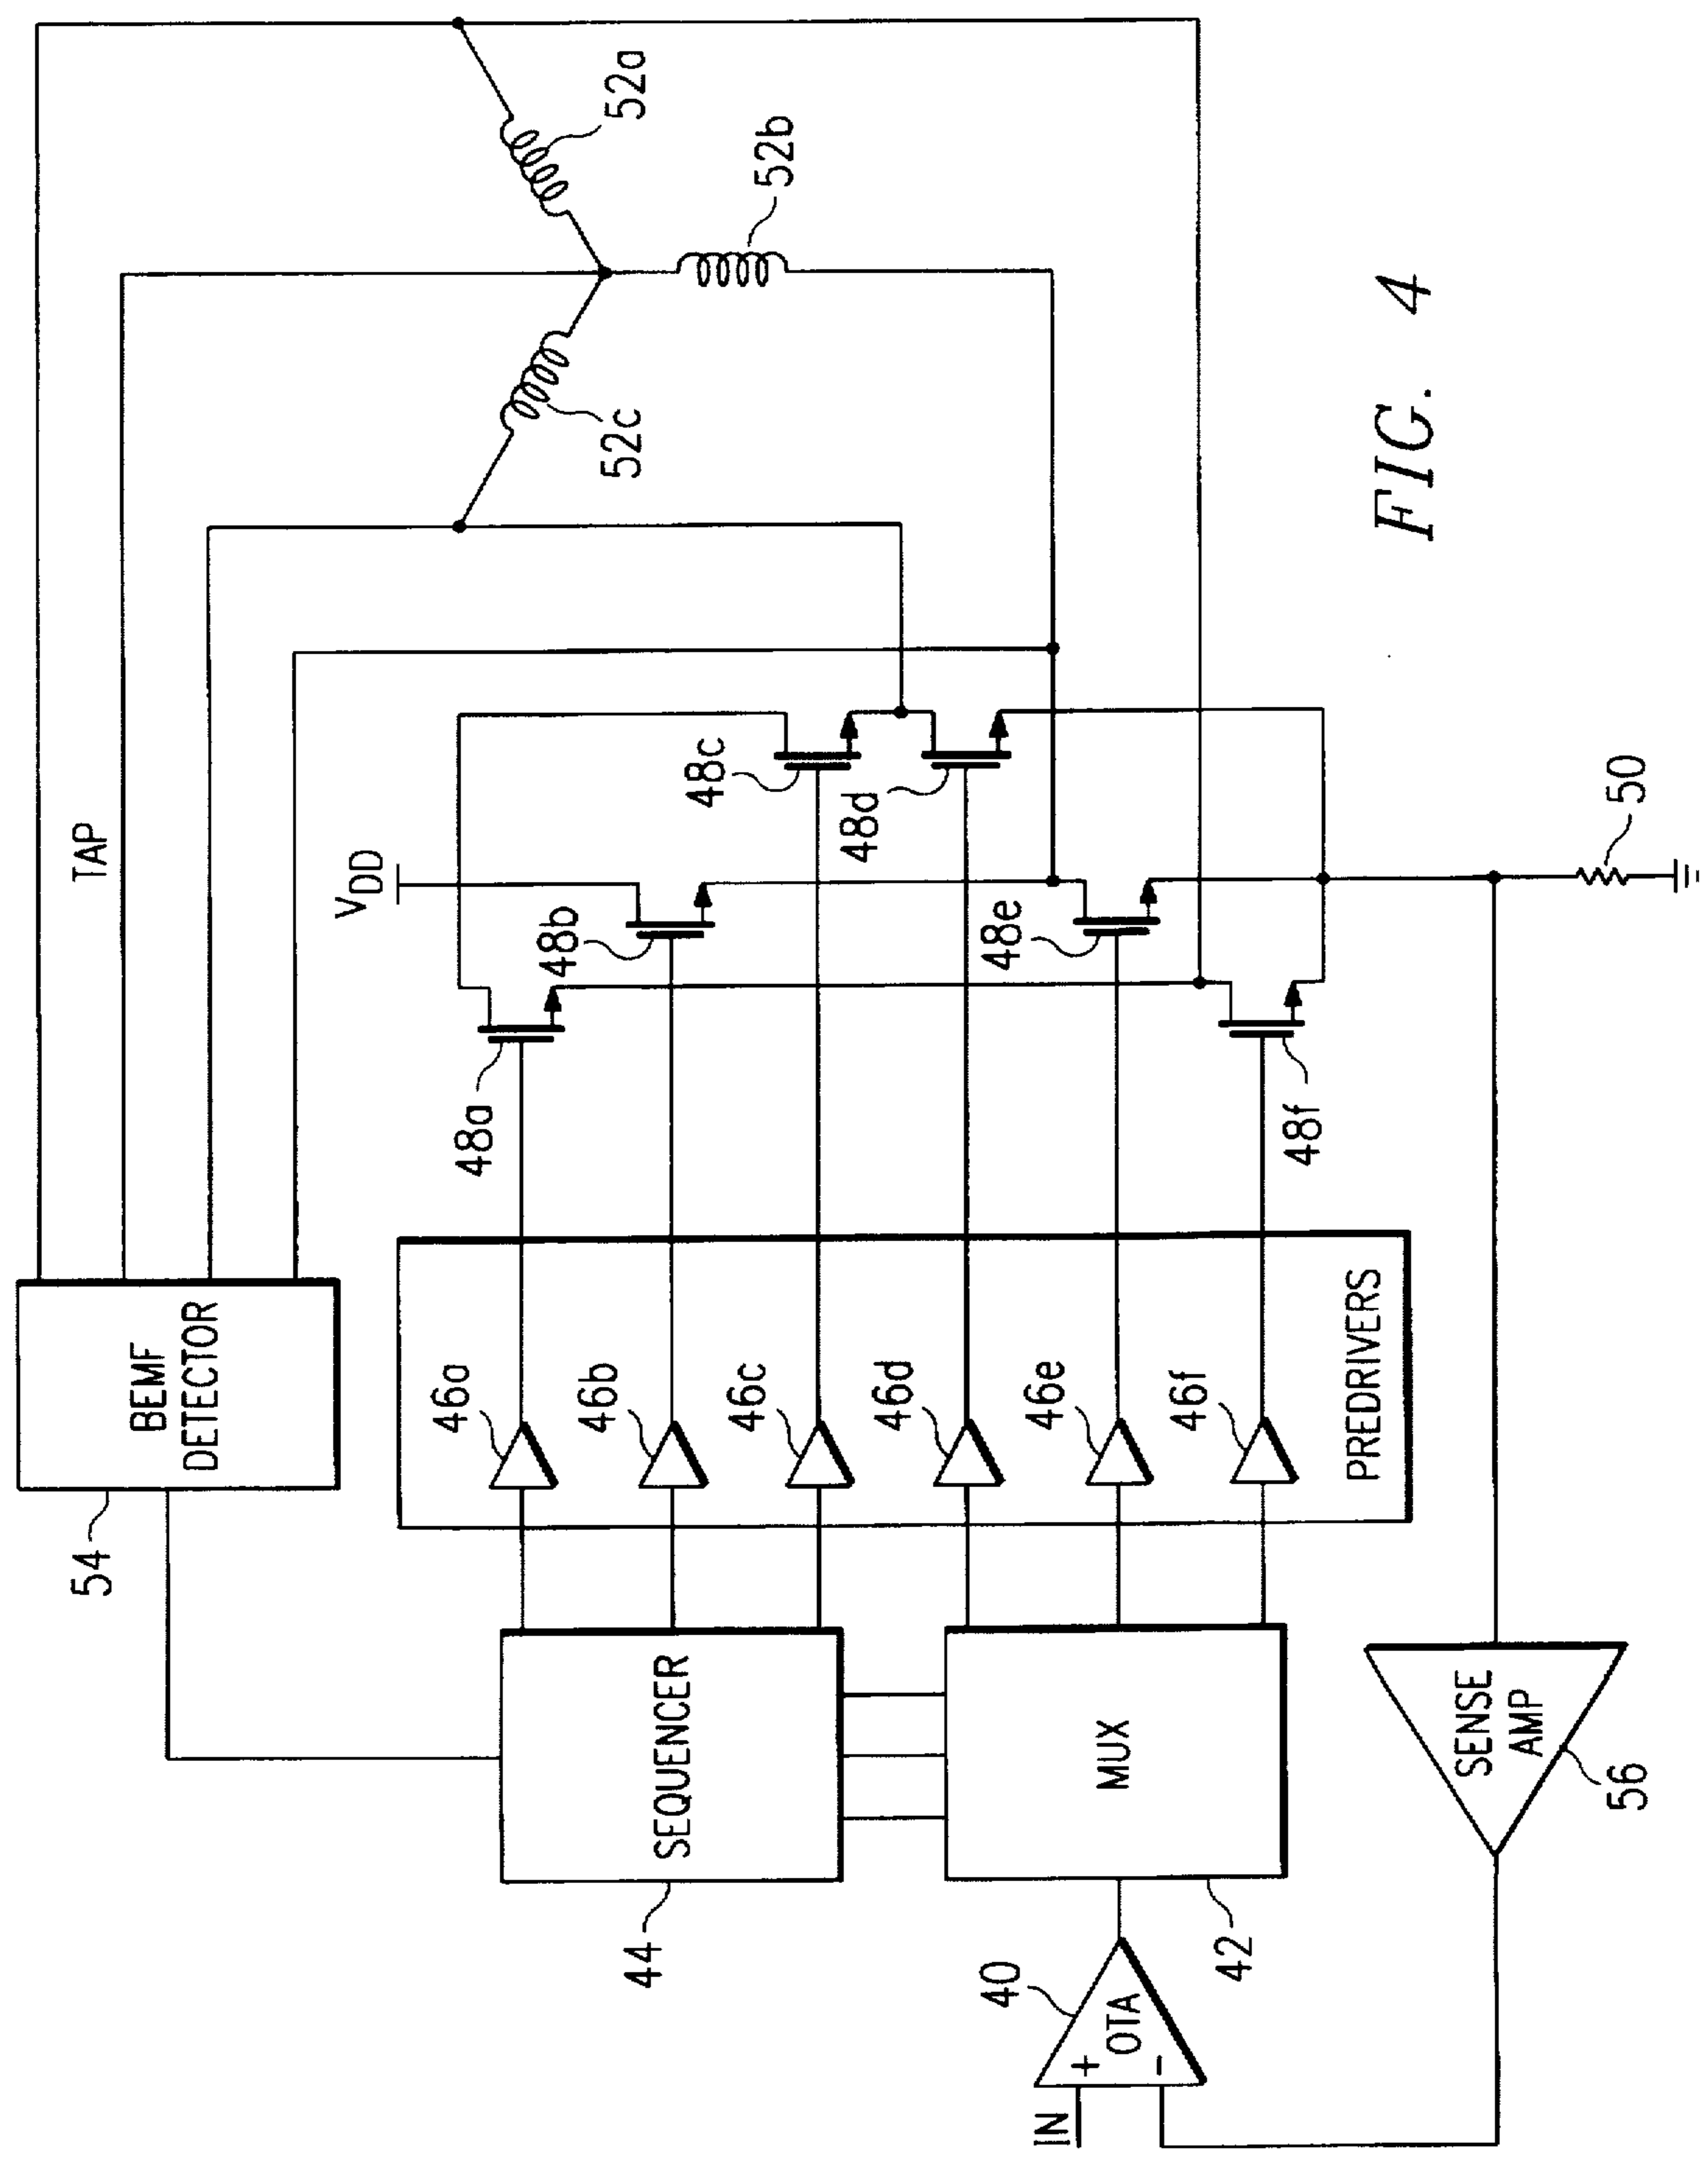 54
BEMF
DETECTOR
TAP
VDD
44
SEQUENCER
46a
46b
46c
46d
46e
46f
PREDRIVERS
48a
48b
48c
48d
48e
48f
52a
52b
52c
IN
+
-
OTA
40
MUX
42
SENSE
AMP
56
50
FIG. 4